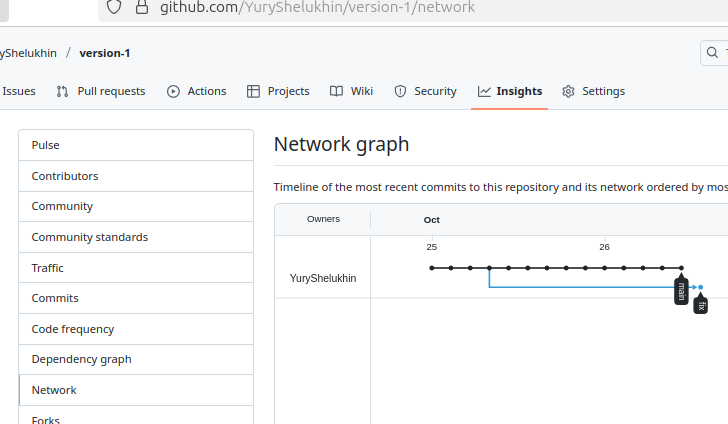 github.com/YuryShelukhin/version-1/network
yShelukhin / version-1
Issues Pull requests Actions Projects Wiki Security Insights Settings
Pulse
Contributors
Community
Community standards
Traffic
Commits
Code frequency
Dependency graph
Network
Forks
Network graph
Timeline of the most recent commits to this repository and its network ordered by mos
Owners Oct
25 26
YuryShelukhin
main
fix